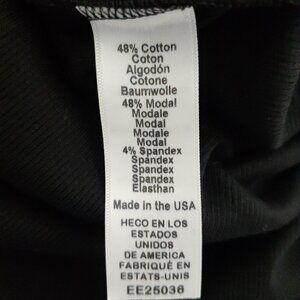 48% Cotton
Coton
Algodón
Cotone
Baumwolle
48% Modal
Modale
Modal
Modale
Modal
4% Spandex
Spandex
Spandex
Spandex
Elasthan
Made in the USA
HECO EN LOS
ESTADOS
UNIDOS
DE AMERICA
FABRIQUÉ EN
ESTATS-UNIS
EE25036